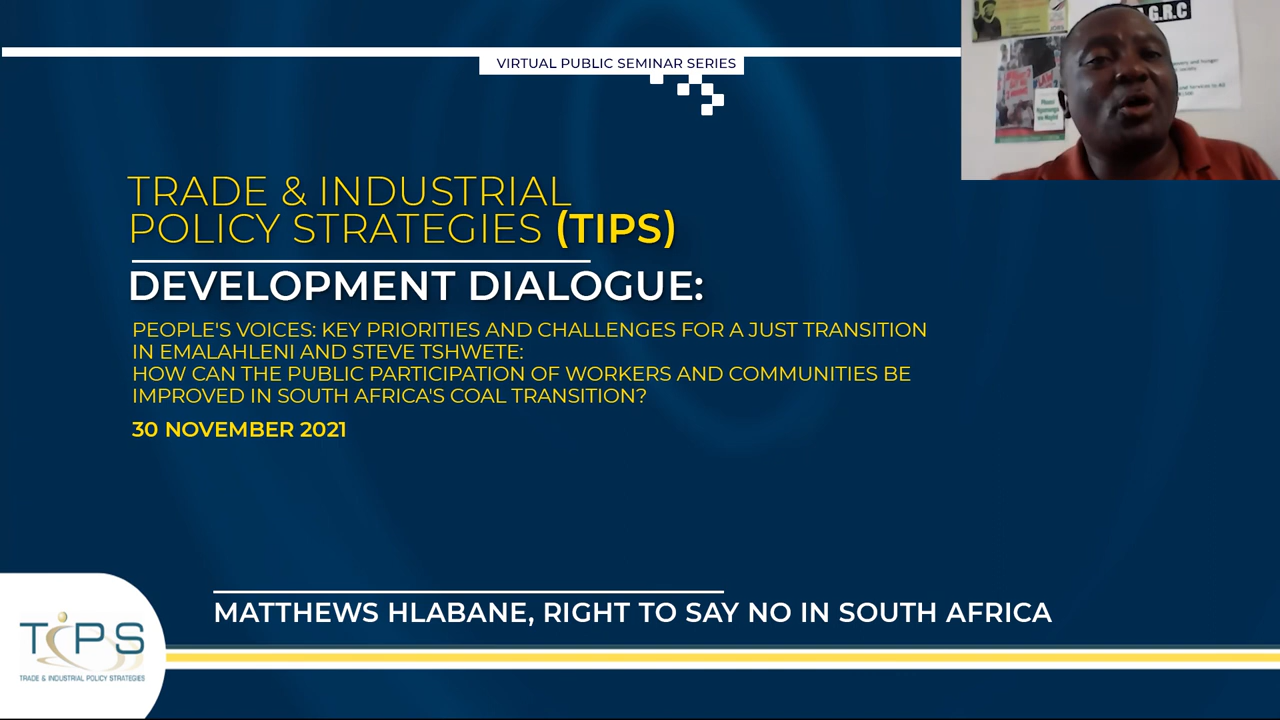 VIRTUAL PUBLIC SEMINAR SERIES
A.G.R.C
TRADE & INDUSTRIAL
POLICY STRATEGIES (TIPS)
DEVELOPMENT DIALOGUE:
PEOPLE'S VOICES: KEY PRIORITIES AND CHALLENGES FOR A JUST TRANSITION
IN EMALAHLENI AND STEVE TSHWETE:
HOW CAN THE PUBLIC PARTICIPATION OF WORKERS AND COMMUNITIES BE
IMPROVED IN SOUTH AFRICA'S COAL TRANSITION?
30 NOVEMBER 2021
MATTHEWS HLABANE, RIGHT TO SAY NO IN SOUTH AFRICA
TIPS
TRADE & INDUSTRIAL POLICY STRATEGIES